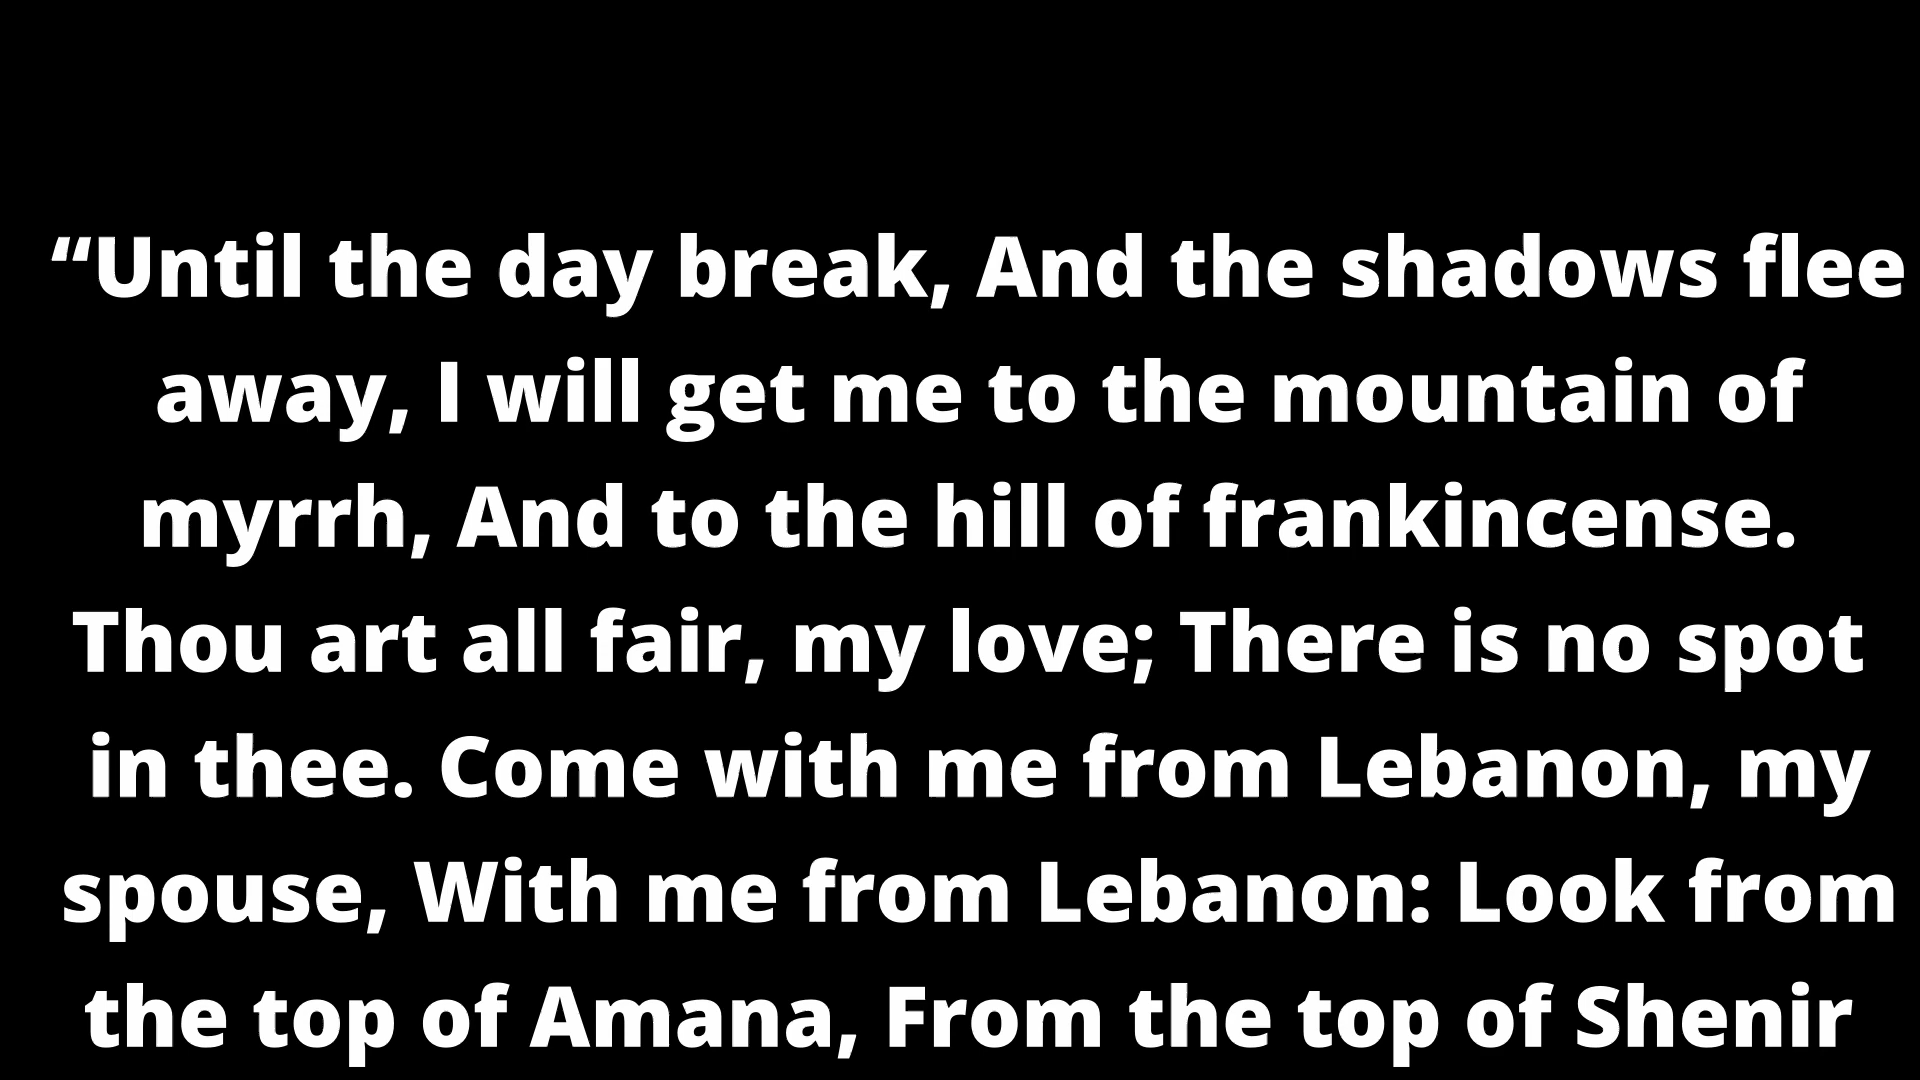 “Until the day break, And the shadows flee
away, I will get me to the mountain of
myrrh, And to the hill of frankincense.
Thou art all fair, my love; There is no spot
in thee. Come with me from Lebanon, my
spouse, With me from Lebanon: Look from
the top of Amana, From the top of Shenir